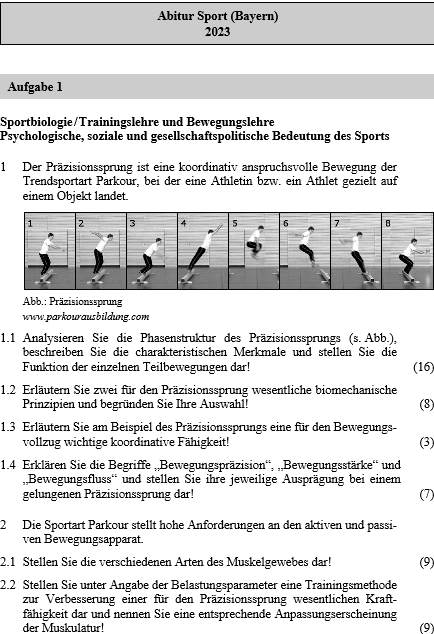 Abitur Sport (Bayern)
2023
Aufgabe 1
Sportbiologie/Trainingslehre und Bewegungslehre
Psychologische, soziale und gesellschaftspolitische Bedeutung des Sports
1 Der Präzisionssprung ist eine koordinativ anspruchsvolle Bewegung der
Trendsportart Parkour, bei der eine Athletin bzw. ein Athlet gezielt auf
einem Objekt landet.
1 2 3 4 5 6 7 8
Abb.: Präzisionssprung
www.parkourausbildung.com
1.1 Analysieren Sie die Phasenstruktur des Präzisionssprungs (s. Abb.),
beschreiben Sie die charakteristischen Merkmale und stellen Sie die
Funktion der einzelnen Teilbewegungen dar! (16)
1.2 Erläutern Sie zwei für den Präzisionssprung wesentliche biomechanische
Prinzipien und begründen Sie Ihre Auswahl! (8)
1.3 Erläutern Sie am Beispiel des Präzisionssprungs eine für den Bewegungs-
vollzug wichtige koordinative Fähigkeit! (3)
1.4 Erklären Sie die Begriffe „Bewegungspräzision“, „Bewegungsstärke“ und
„Bewegungsfluss“ und stellen Sie ihre jeweilige Ausprägung bei einem
gelungenen Präzisionssprung dar! (7)
2 Die Sportart Parkour stellt hohe Anforderungen an den aktiven und passi-
ven Bewegungsapparat.
2.1 Stellen Sie die verschiedenen Arten des Muskelgewebes dar! (9)
2.2 Stellen Sie unter Angabe der Belastungsparameter eine Trainingsmethode
zur Verbesserung einer für den Präzisionssprung wesentlichen Kraft-
fähigkeit dar und nennen Sie eine entsprechende Anpassungserscheinung
der Muskulatur! (9)